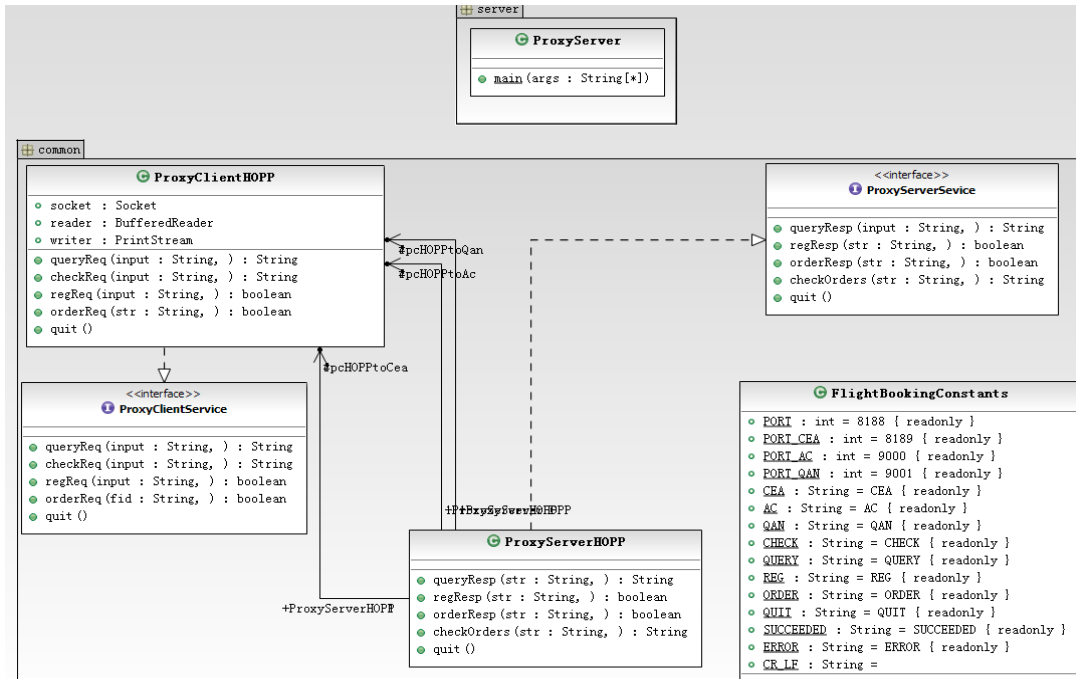 server
ProxyServer
main(args : String[*])
common
ProxyClientHOPP
socket : Socket
reader : BufferedReader
writer : PrintStream
queryReq(input : String, ) : String
checkReq(input : String, ) : String
regReq(input : String, ) : boolean
orderReq(str : String, ) : boolean
quit()
#pcHOPPtoQan
#pcHOPPtoAc
#pcHOPPtoCea
<<interface>>
ProxyServerSevice
queryResp(input : String, ) : String
regResp(str : String, ) : boolean
orderResp(str : String, ) : boolean
checkOrders(str : String, ) : String
quit()
<<interface>>
ProxyClientService
queryReq(input : String, ) : String
checkReq(input : String, ) : String
regReq(input : String, ) : boolean
orderReq(fid : String, ) : boolean
quit()
ProxyServerHOPP
queryResp(str : String, ) : String
regResp(str : String, ) : boolean
orderResp(str : String, ) : boolean
checkOrders(str : String, ) : String
quit()
+ProxyServerHOPP
FlightBookingConstants
PORT : int = 8188 { readonly }
PORT_CEA : int = 8189 { readonly }
PORT_AC : int = 9000 { readonly }
PORT_QAN : int = 9001 { readonly }
CEA : String = CEA { readonly }
AC : String = AC { readonly }
QAN : String = QAN { readonly }
CHECK : String = CHECK { readonly }
QUERY : String = QUERY { readonly }
REG : String = REG { readonly }
ORDER : String = ORDER { readonly }
QUIT : String = QUIT { readonly }
SUCCEEDED : String = SUCCEEDED { readonly }
ERROR : String = ERROR { readonly }
CR_LF : String =